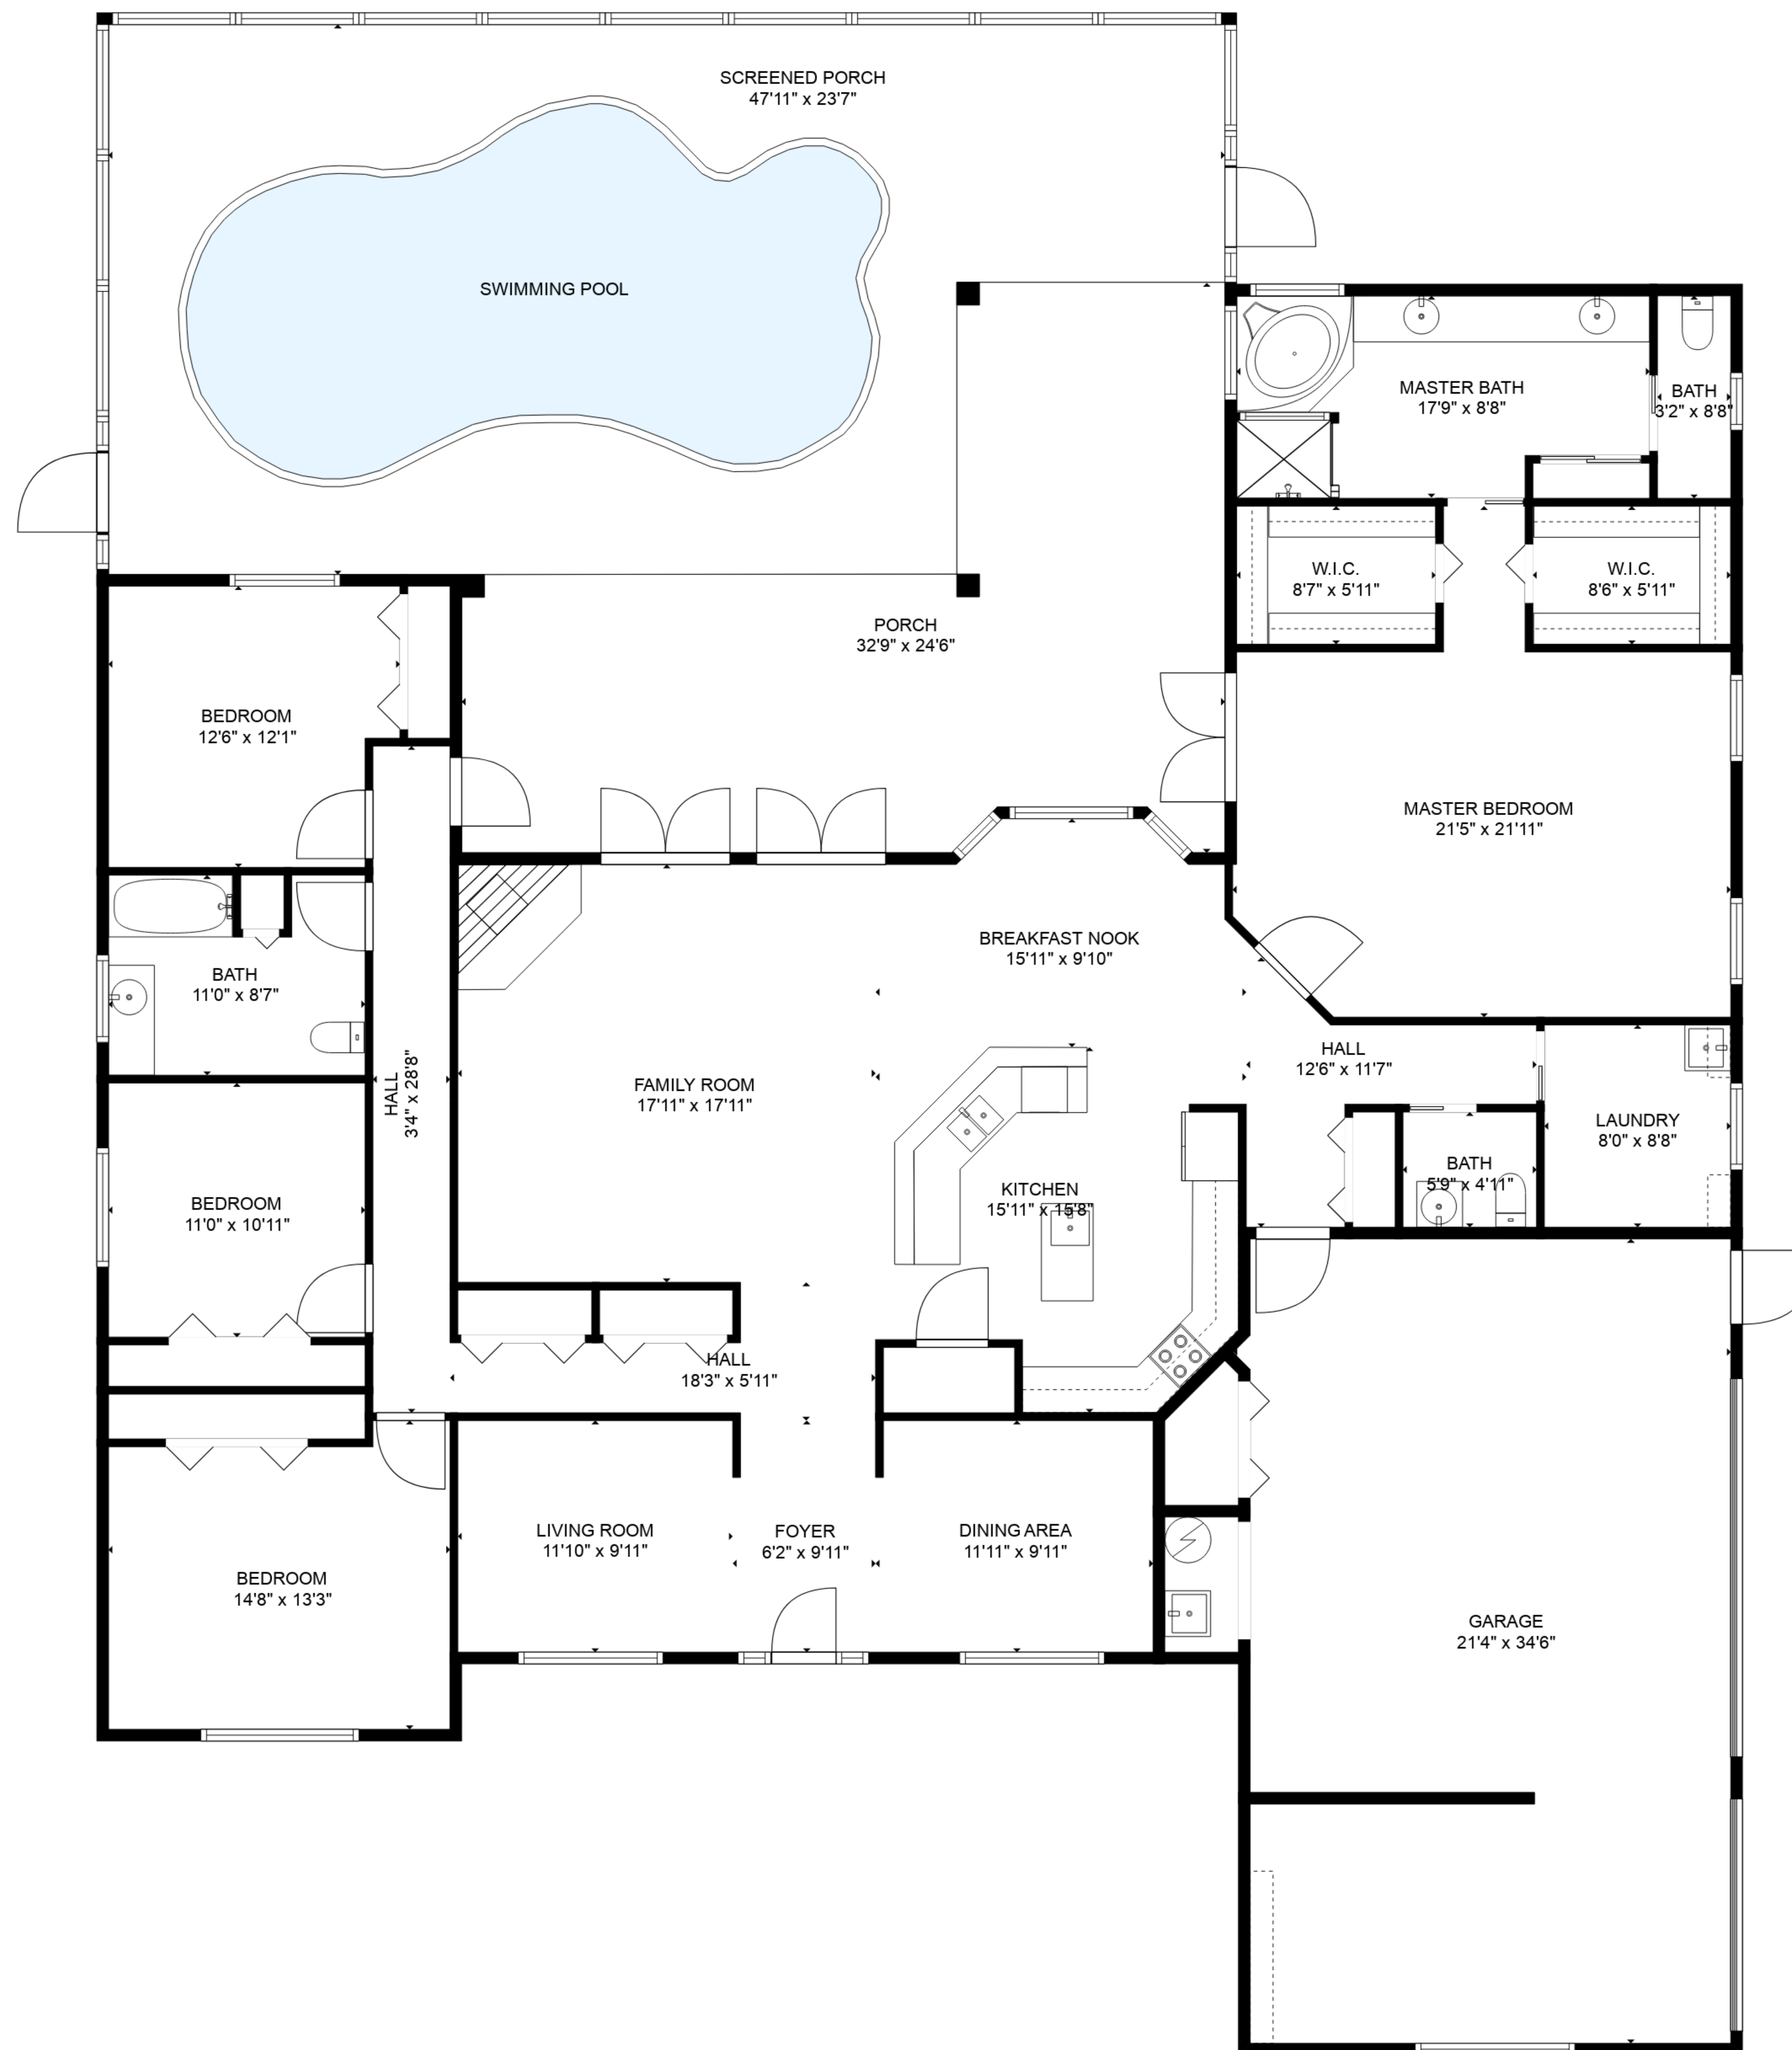 SCREENED PORCH
47'11" x 23'7"
SWIMMING POOL
MASTER BATH
17'9" x 8'8"
BATH
3'2" x 8'8"
W.I.C.
8'7" x 5'11"
W.I.C.
8'6" x 5'11"
PORCH
32'9" x 24'6"
BEDROOM
12'6" x 12'1"
MASTER BEDROOM
21'5" x 21'11"
BREAKFAST NOOK
15'11" x 9'10"
BATH
11'0" x 8'7"
HALL
3'4" x 28'8"
FAMILY ROOM
17'11" x 17'11"
HALL
12'6" x 11'7"
LAUNDRY
8'0" x 8'8"
BATH
5'9" x 4'11"
KITCHEN
15'11" x 15'8"
BEDROOM
11'0" x 10'11"
HALL
18'3" x 5'11"
LIVING ROOM
11'10" x 9'11"
FOYER
6'2" x 9'11"
DINING AREA
11'11" x 9'11"
BEDROOM
14'8" x 13'3"
GARAGE
21'4" x 34'6"